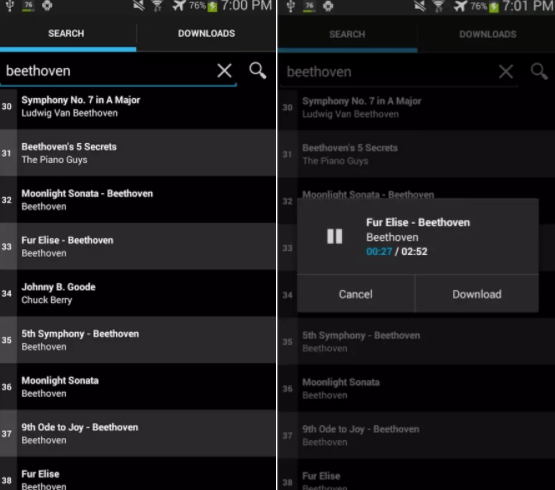 76
76%
7:00 PM
SEARCH
DOWNLOADS
beethoven
30
Symphony No. 7 in A Major
Ludwig Van Beethoven
31
Beethoven's 5 Secrets
The Piano Guys
32
Moonlight Sonata - Beethoven
Beethoven
33
Fur Elise - Beethoven
Beethoven
34
Johnny B. Goode
Chuck Berry
35
5th Symphony - Beethoven
Beethoven
36
Moonlight Sonata
Beethoven
37
9th Ode to Joy - Beethoven
Beethoven
38
Fur Elise
Beethoven
76
76%
7:01 PM
SEARCH
DOWNLOADS
beethoven
30
Symphony No. 7 in A Major
Ludwig Van Beethoven
31
Beethoven's 5 Secrets
The Piano Guys
32
Moonlight Sonata - Beethoven
33
Fur Elise - Beethoven
Beethoven
00:27 / 02:52
Cancel
Download
34
35
5th Symphony - Beethoven
Beethoven
36
Moonlight Sonata
Beethoven
37
9th Ode to Joy - Beethoven
Beethoven
38
Fur Elise
Beethoven